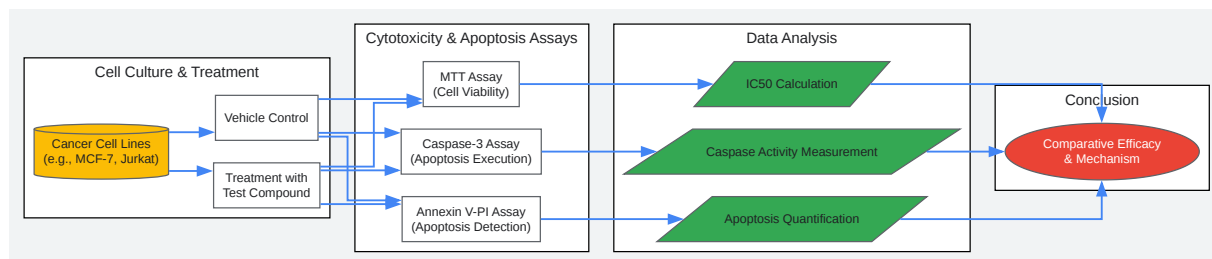 Cell Culture & Treatment
Cancer Cell Lines
(e.g., MCF-7, Jurkat)
Vehicle Control
Treatment with
Test Compound
Cytotoxicity & Apoptosis Assays
MTT Assay
(Cell Viability)
Caspase-3 Assay
(Apoptosis Execution)
Annexin V-PI Assay
(Apoptosis Detection)
Data Analysis
IC50 Calculation
Caspase Activity Measurement
Apoptosis Quantification
Conclusion
Comparative Efficacy
& Mechanism